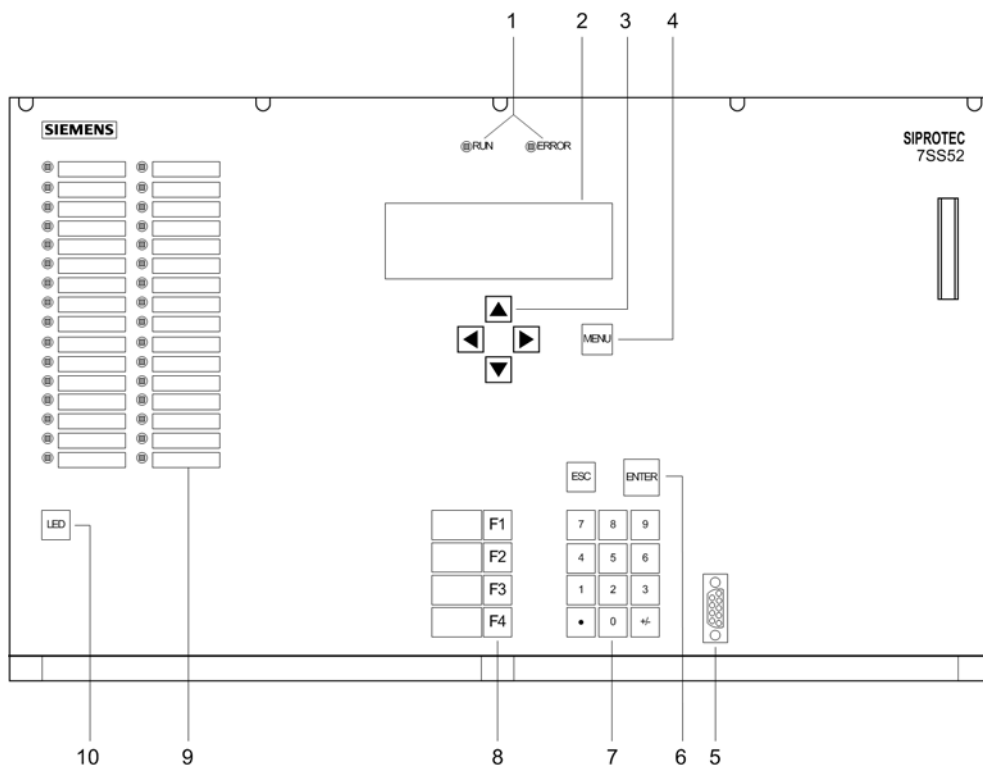 1 2 3 4
SIEMENS
RUN ERROR
SIPROTEC
7SS52
MENU
ESC ENTER
LED
F1 7 8 9
F2 4 5 6
F3 1 2 3
F4 • 0 +/-
10 9 8 7 6 5